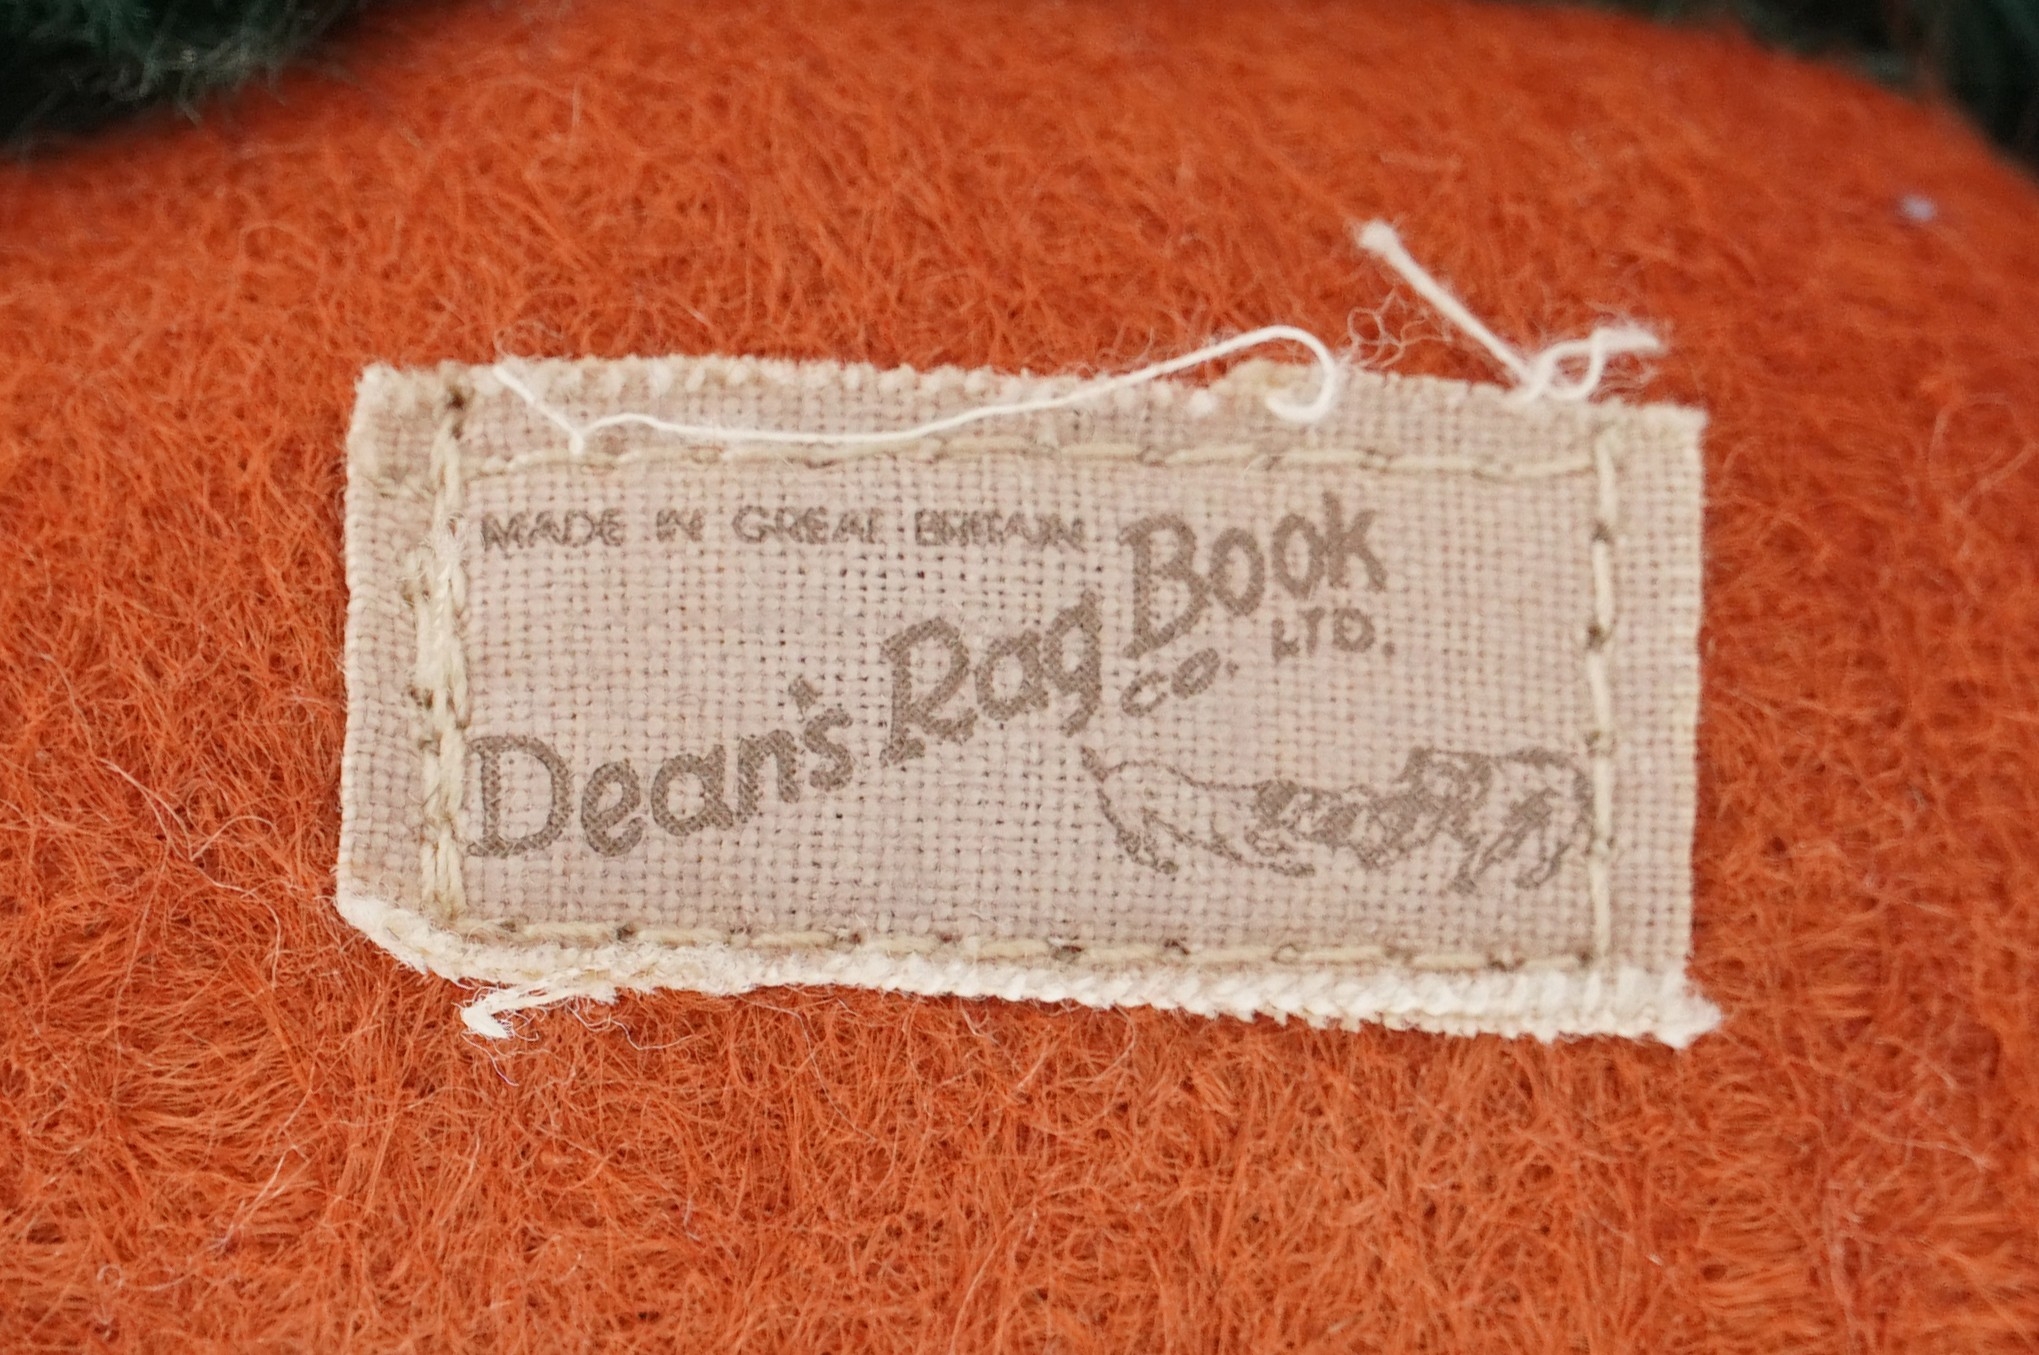 MADE IN GREAT BRITAIN
Dean's Rag Book
CO. LTD.